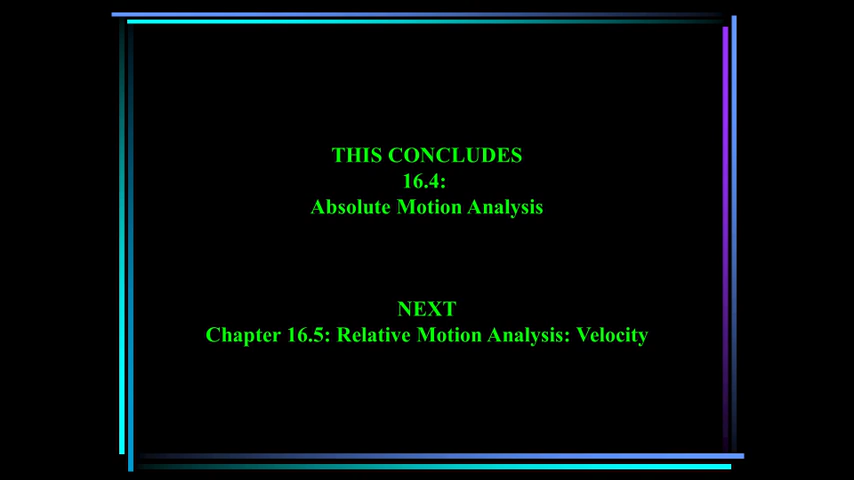 THIS CONCLUDES
16.4:
Absolute Motion Analysis
NEXT
Chapter 16.5: Relative Motion Analysis: Velocity